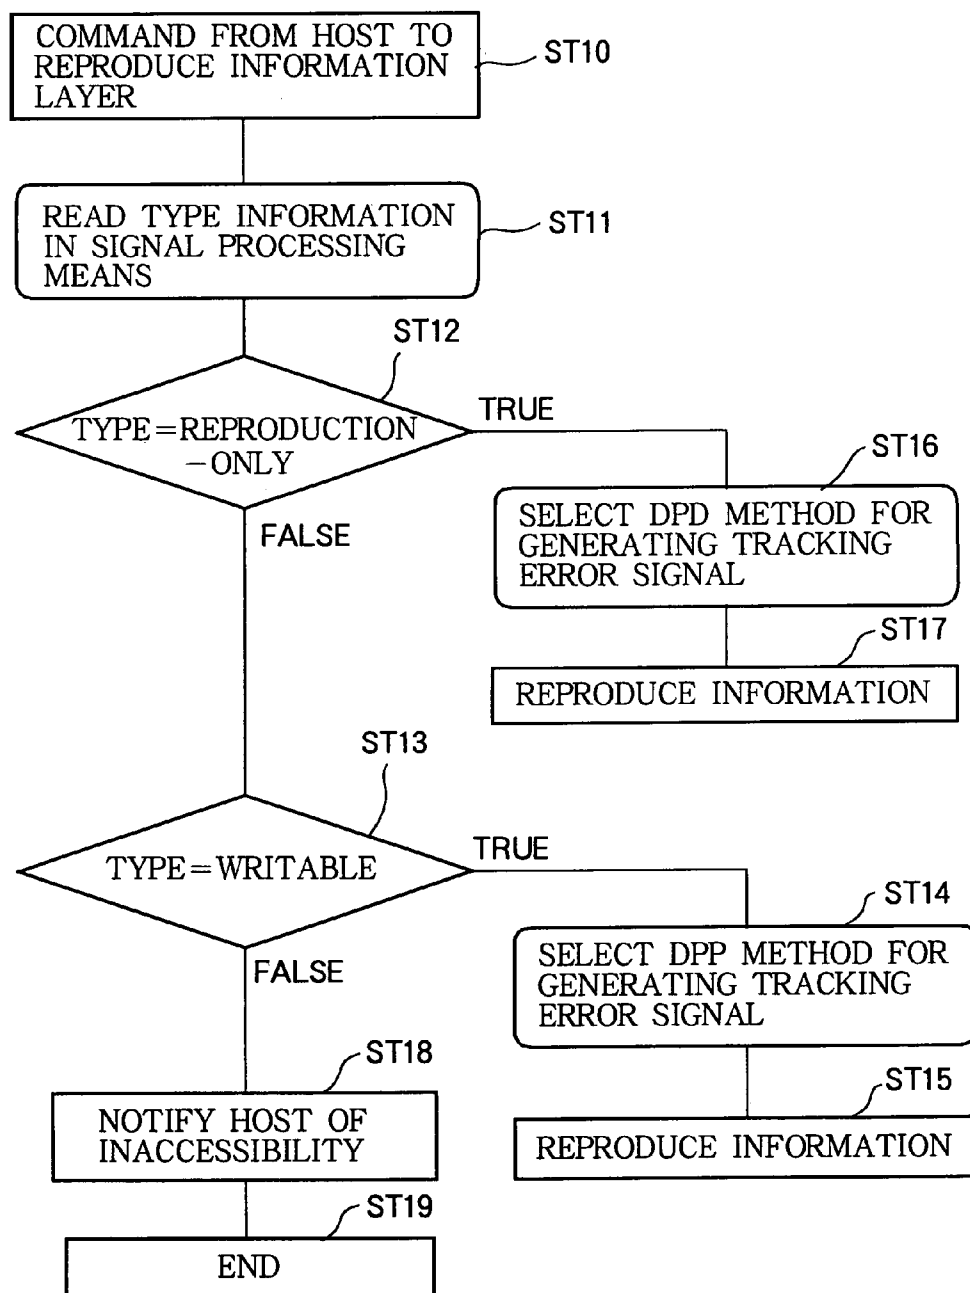 COMMAND FROM HOST TO
REPRODUCE INFORMATION
LAYER
ST10
READ TYPE INFORMATION
IN SIGNAL PROCESSING
MEANS
ST11
ST12
TYPE=REPRODUCTION
-ONLY
TRUE
FALSE
ST16
SELECT DPD METHOD FOR
GENERATING TRACKING
ERROR SIGNAL
ST17
REPRODUCE INFORMATION
ST13
TYPE=WRITABLE
TRUE
FALSE
ST14
SELECT DPP METHOD FOR
GENERATING TRACKING
ERROR SIGNAL
ST15
REPRODUCE INFORMATION
ST18
NOTIFY HOST OF
INACCESSIBILITY
ST19
END